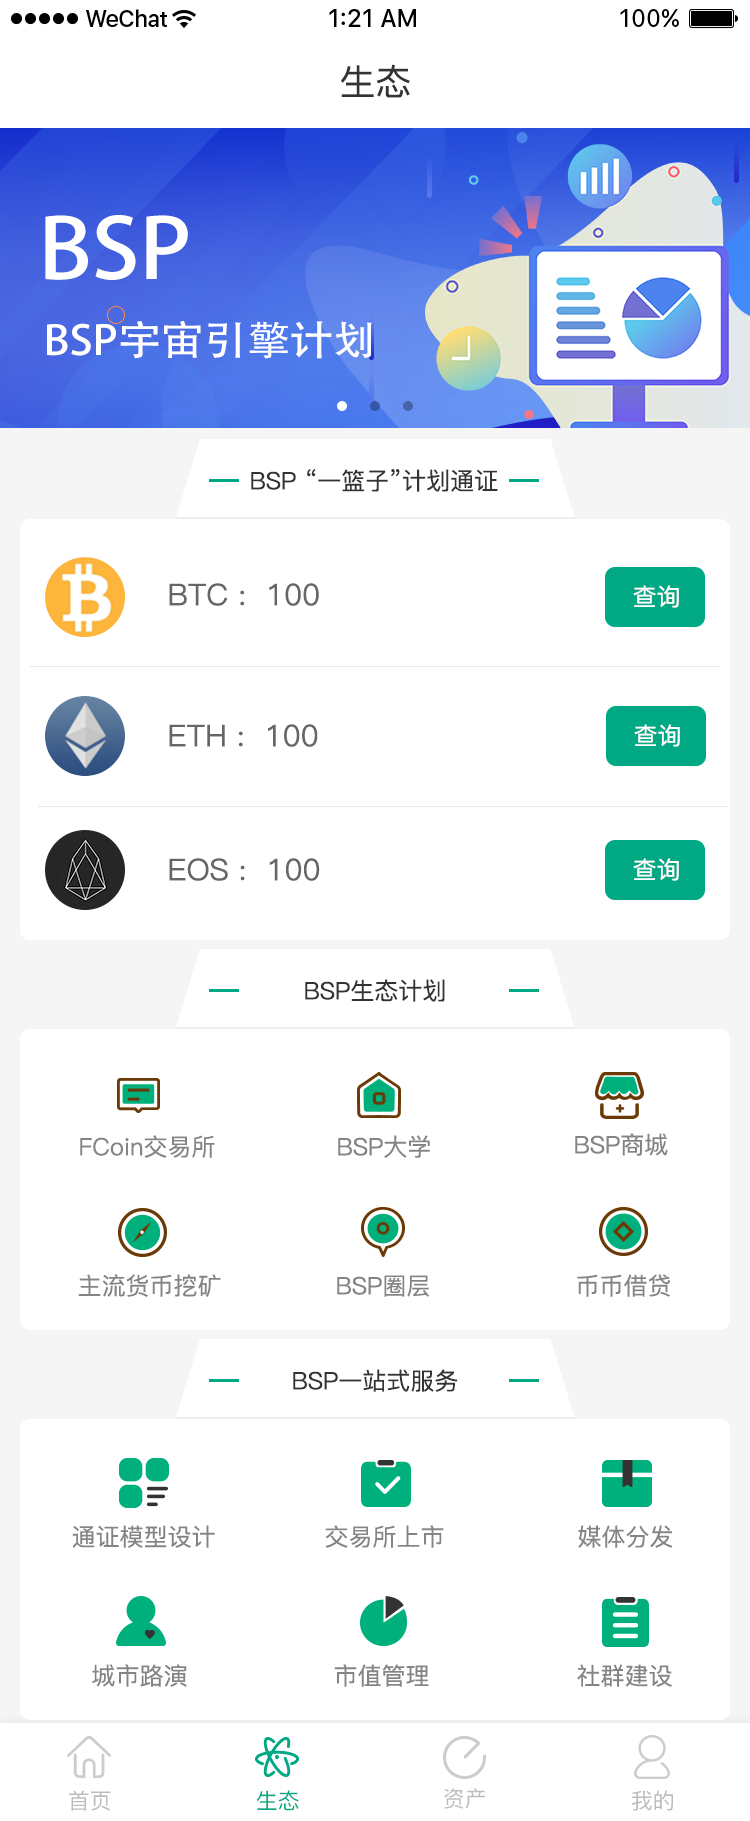 WeChat 1:21 AM 100%
生态
BSP
BSP宇宙引擎计划
BSP “一篮子”计划通证
BTC： 100 查询
ETH： 100 查询
EOS： 100 查询
BSP生态计划
FCoin交易所 BSP大学 BSP商城
主流货币挖矿 BSP圈层 币币借贷
BSP一站式服务
通证模型设计 交易所上市 媒体分发
城市路演 市值管理 社群建设
首页 生态 资产 我的